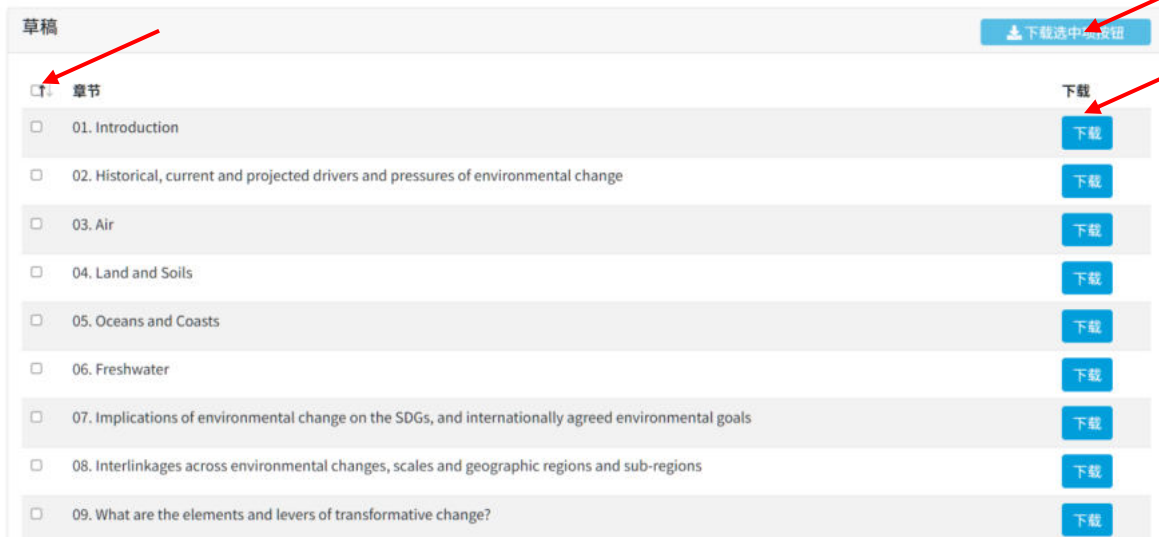 草稿
下载选中项按钮
章节 下载
01. Introduction 下载
02. Historical, current and projected drivers and pressures of environmental change 下载
03. Air 下载
04. Land and Soils 下载
05. Oceans and Coasts 下载
06. Freshwater 下载
07. Implications of environmental change on the SDGs, and internationally agreed environmental goals 下载
08. Interlinkages across environmental changes, scales and geographic regions and sub-regions 下载
09. What are the elements and levers of transformative change? 下载